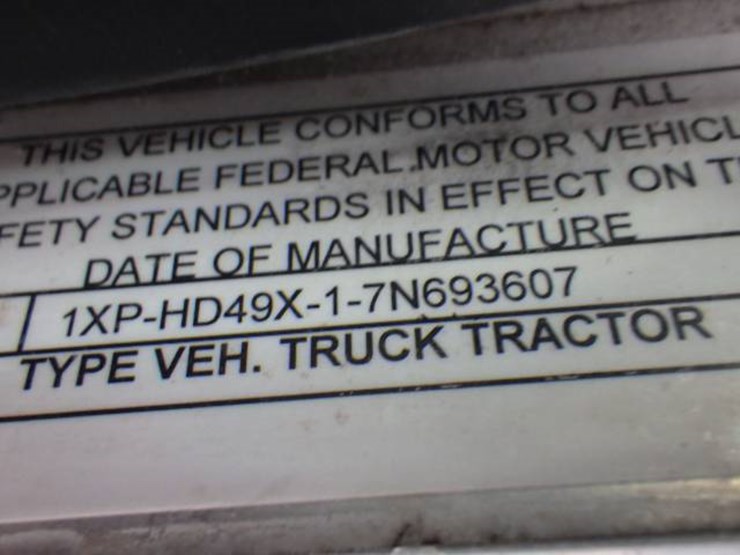 THIS VEHICLE CONFORMS TO ALL
PPLICABLE FEDERAL MOTOR VEHICL
FETY STANDARDS IN EFFECT ON T
DATE OF MANUFACTURE
1XP-HD49X-1-7N693607
TYPE VEH. TRUCK TRACTOR